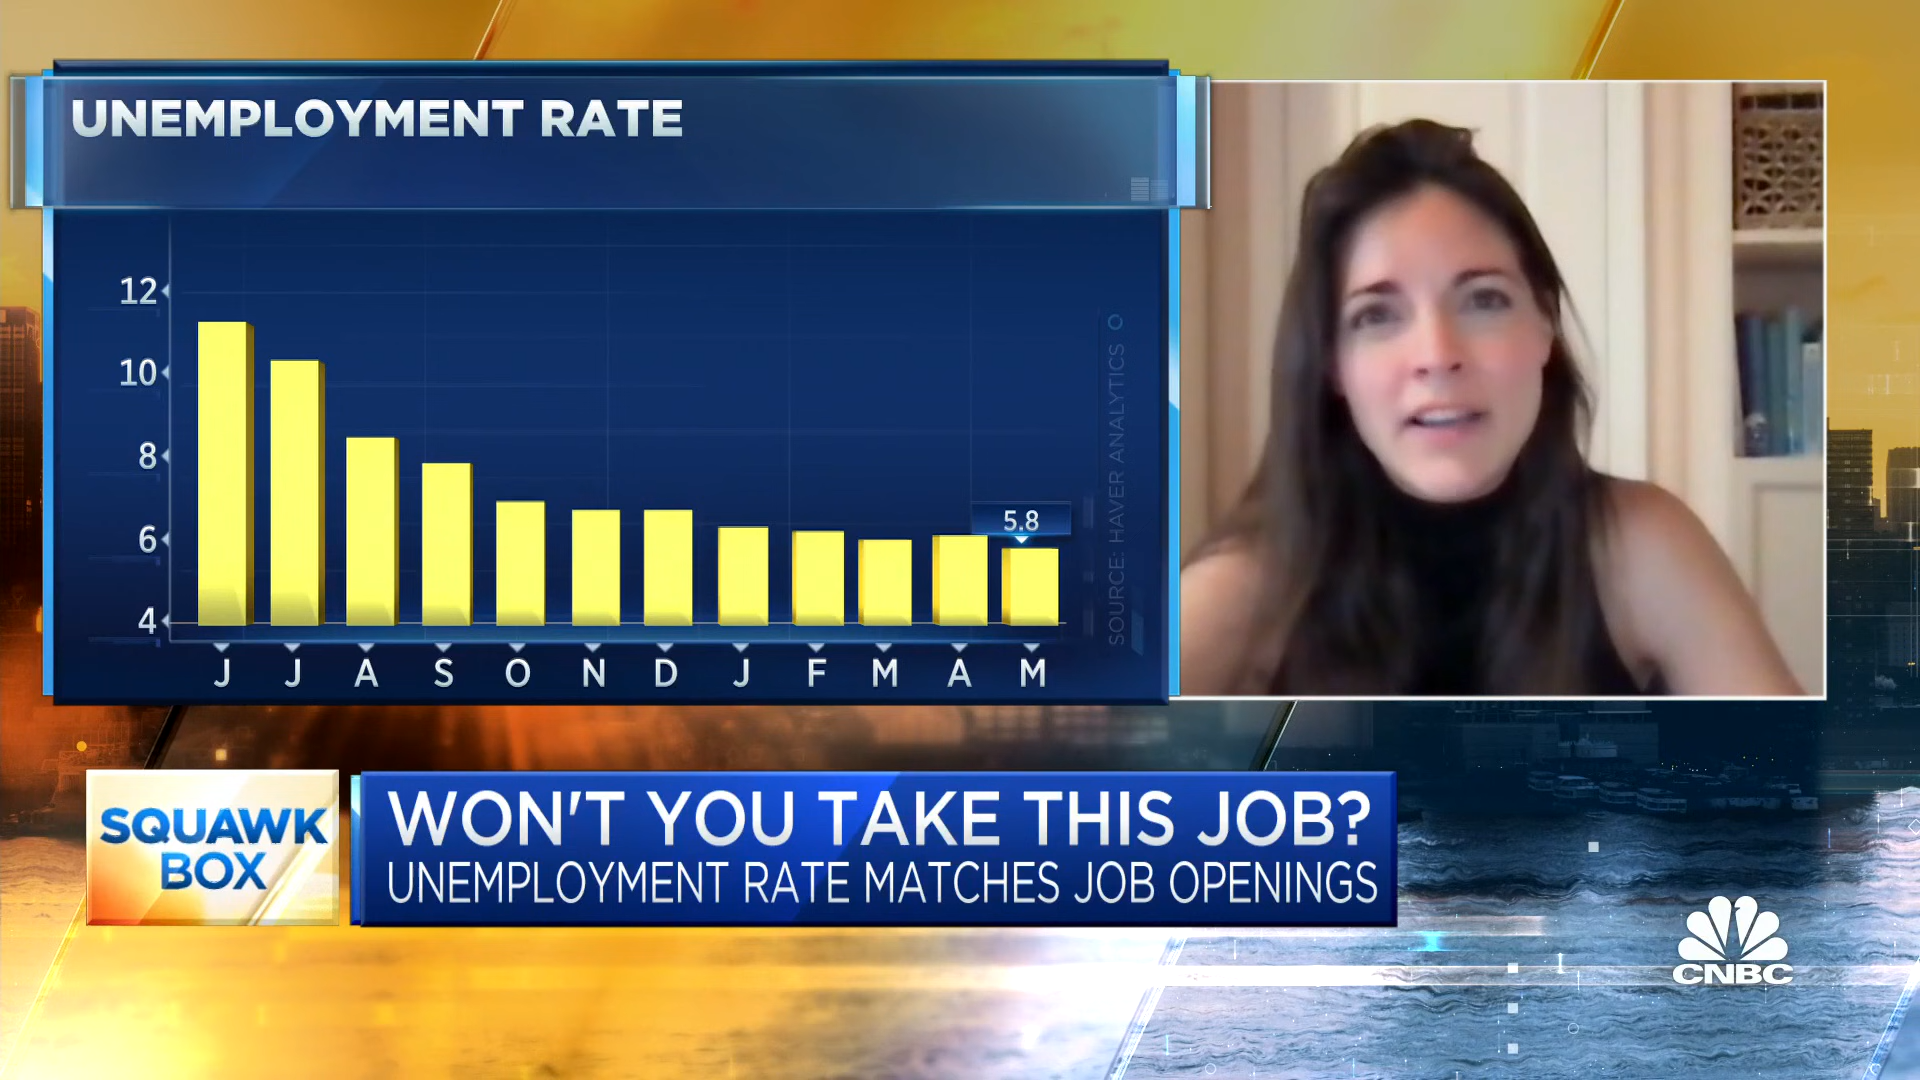 UNEMPLOYMENT RATE
12
10
8
6
4
5.8
J J A S O N D J F M A M
SOURCE: HAVER ANALYTICS
SQUAWK
BOX
WON'T YOU TAKE THIS JOB?
UNEMPLOYMENT RATE MATCHES JOB OPENINGS
CNBC